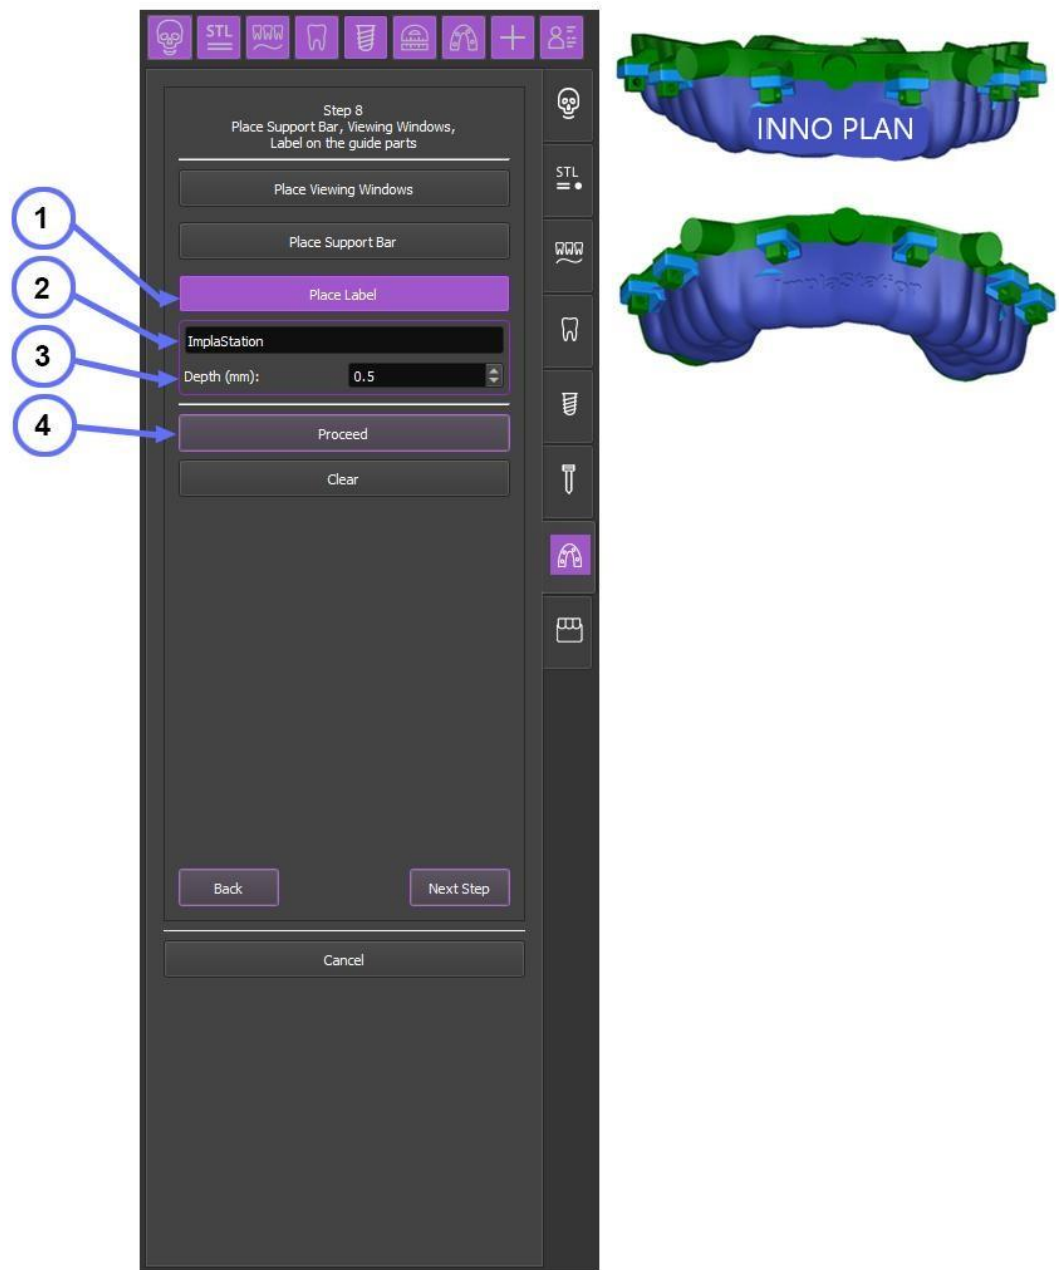 STL
Step 8
Place Support Bar, Viewing Windows,
Label on the guide parts
Place Viewing Windows
Place Support Bar
Place Label
ImplaStation
Depth (mm):
0.5
Proceed
Clear
Back
Next Step
Cancel
STL
1
2
3
4
INNO PLAN
ImplaStation